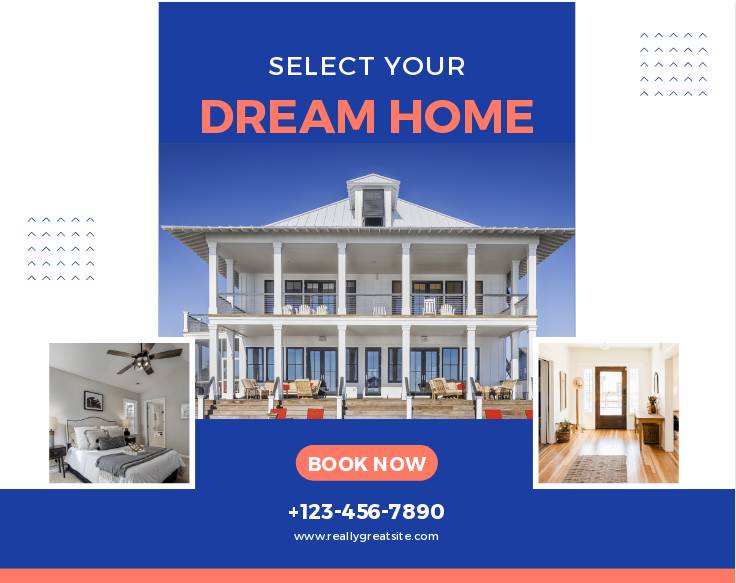 SELECT YOUR
DREAM HOME
BOOK NOW
+123-456-7890
www.reallygreatsite.com